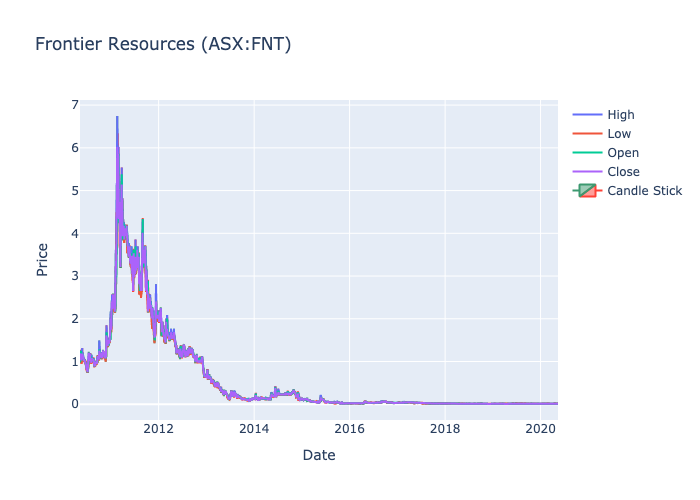 Frontier Resources (ASX:FNT)
7
6
5
4
3
2
1
0
Price
2012
2014
2016
2018
2020
Date
High
Low
Open
Close
Candle Stick